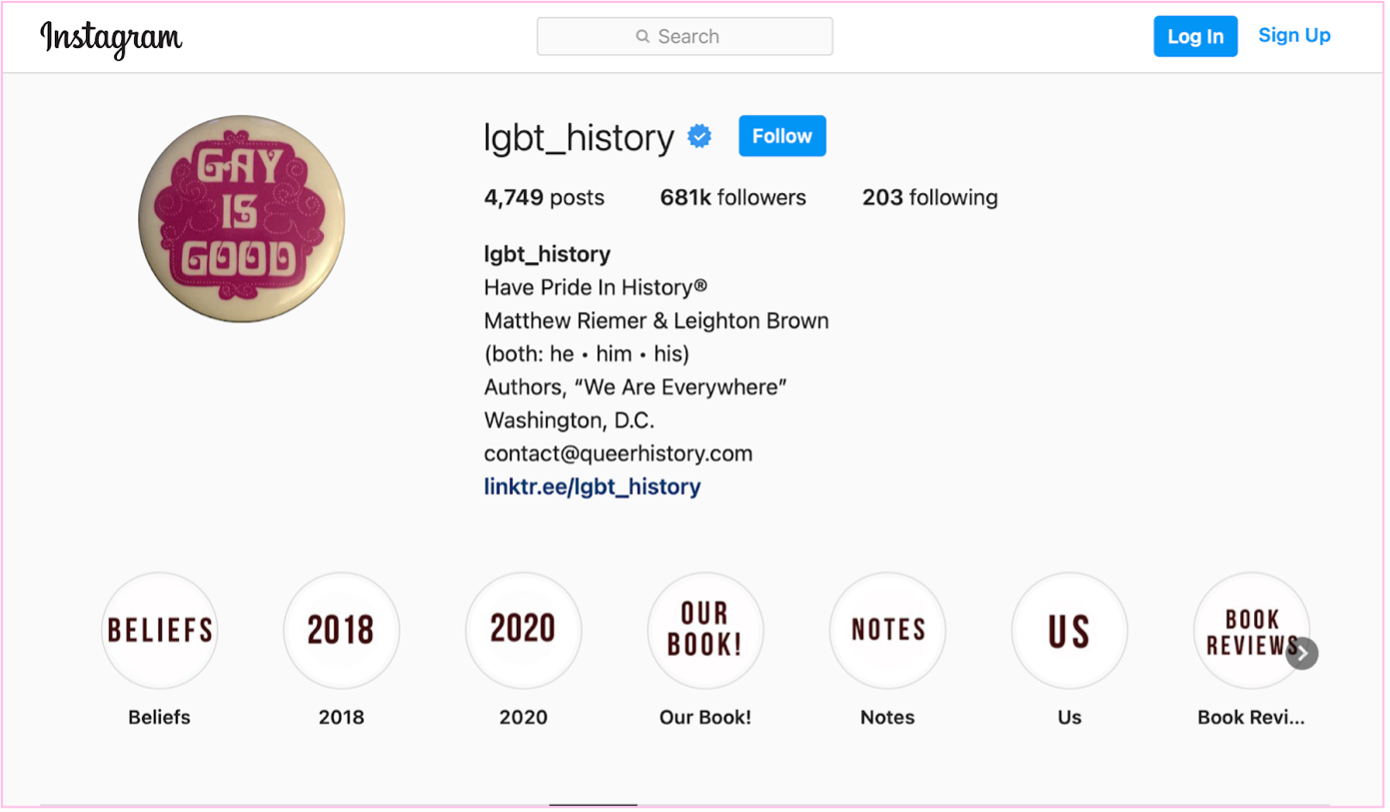 Instagram
Search
Log In
Sign Up
GAY
IS
GOOD
lgbt_history
Follow
4,749 posts 681k followers 203 following
lgbt_history
Have Pride In History®
Matthew Riemer & Leighton Brown
(both: he • him • his)
Authors, “We Are Everywhere”
Washington, D.C.
contact@queerhistory.com
linktr.ee/lgbt_history
BELIEFS
2018
2020
OUR
BOOK!
NOTES
US
BOOK
REVIEWS
Beliefs
2018
2020
Our Book!
Notes
Us
Book Revi...